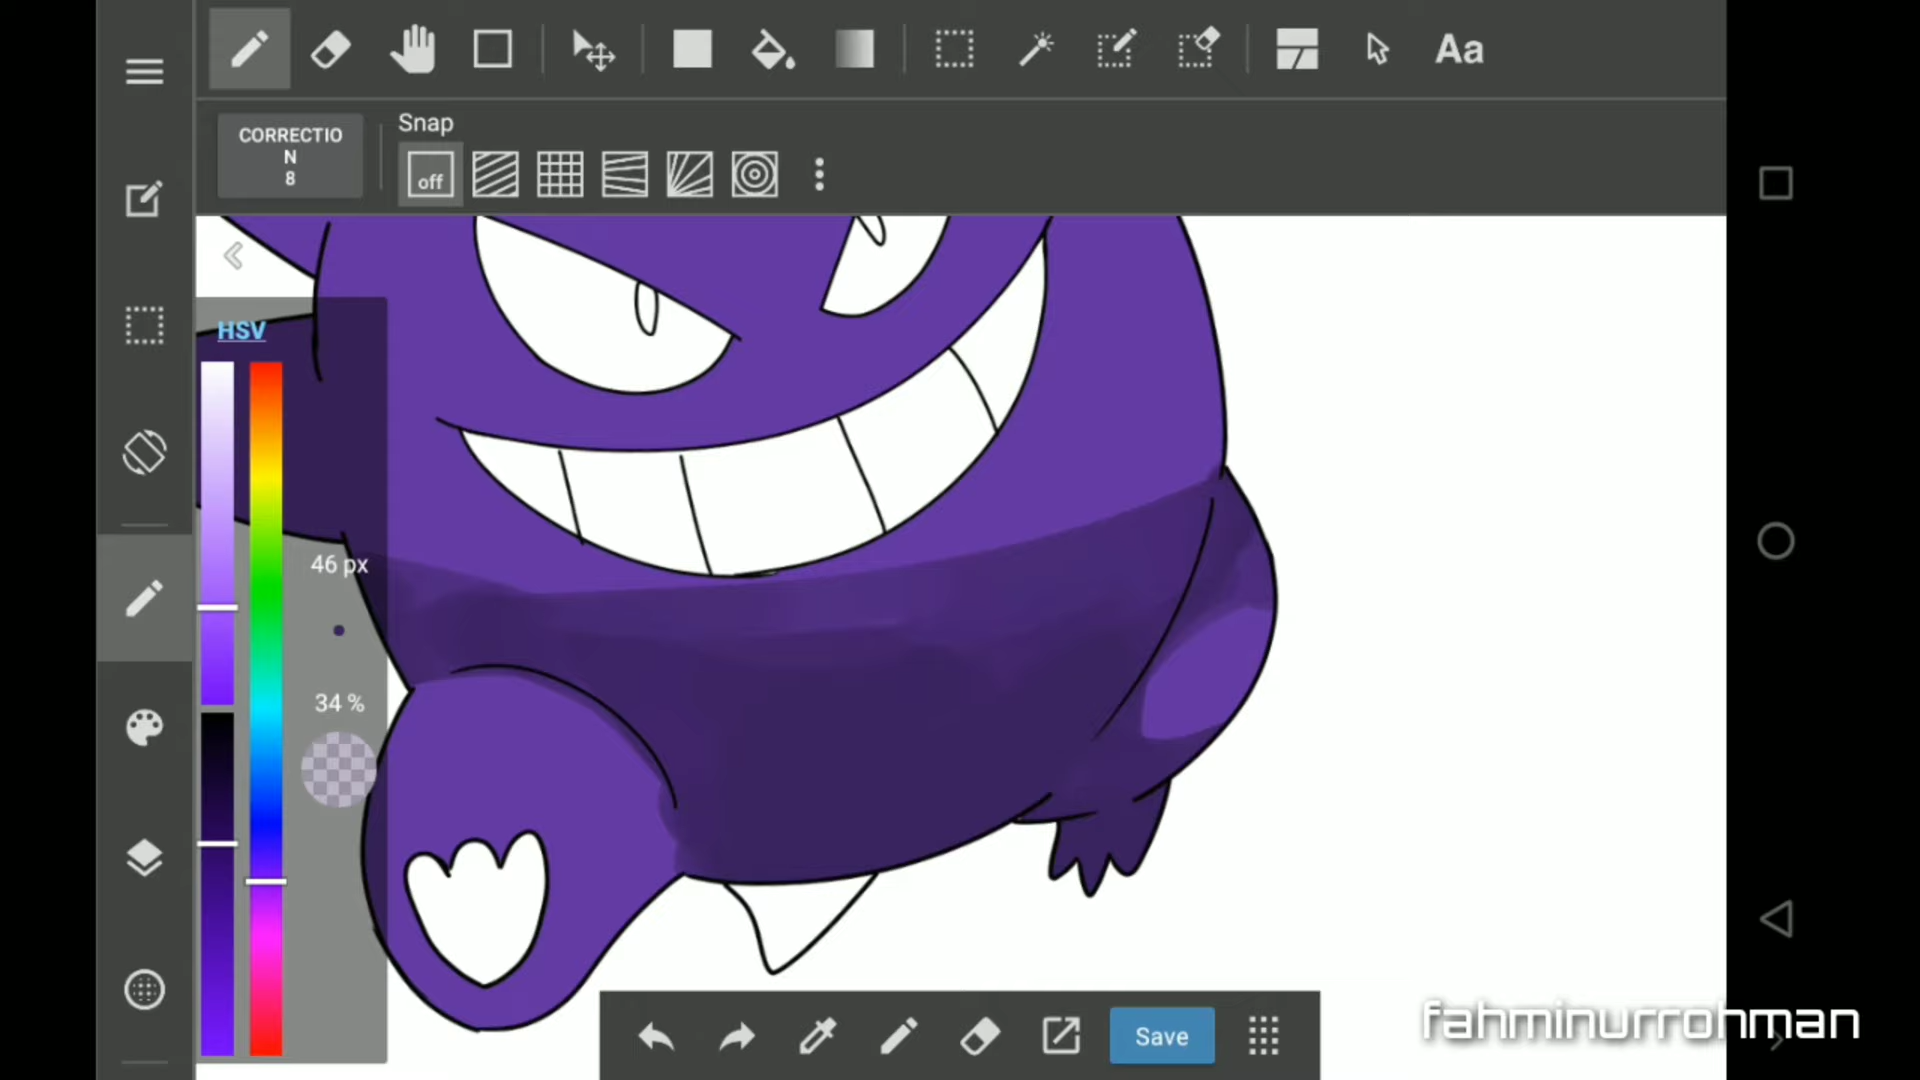 Aa
CORRECTIO
N
8
Snap
off
HSV
46 px
34 %
Save
fahminurrohman